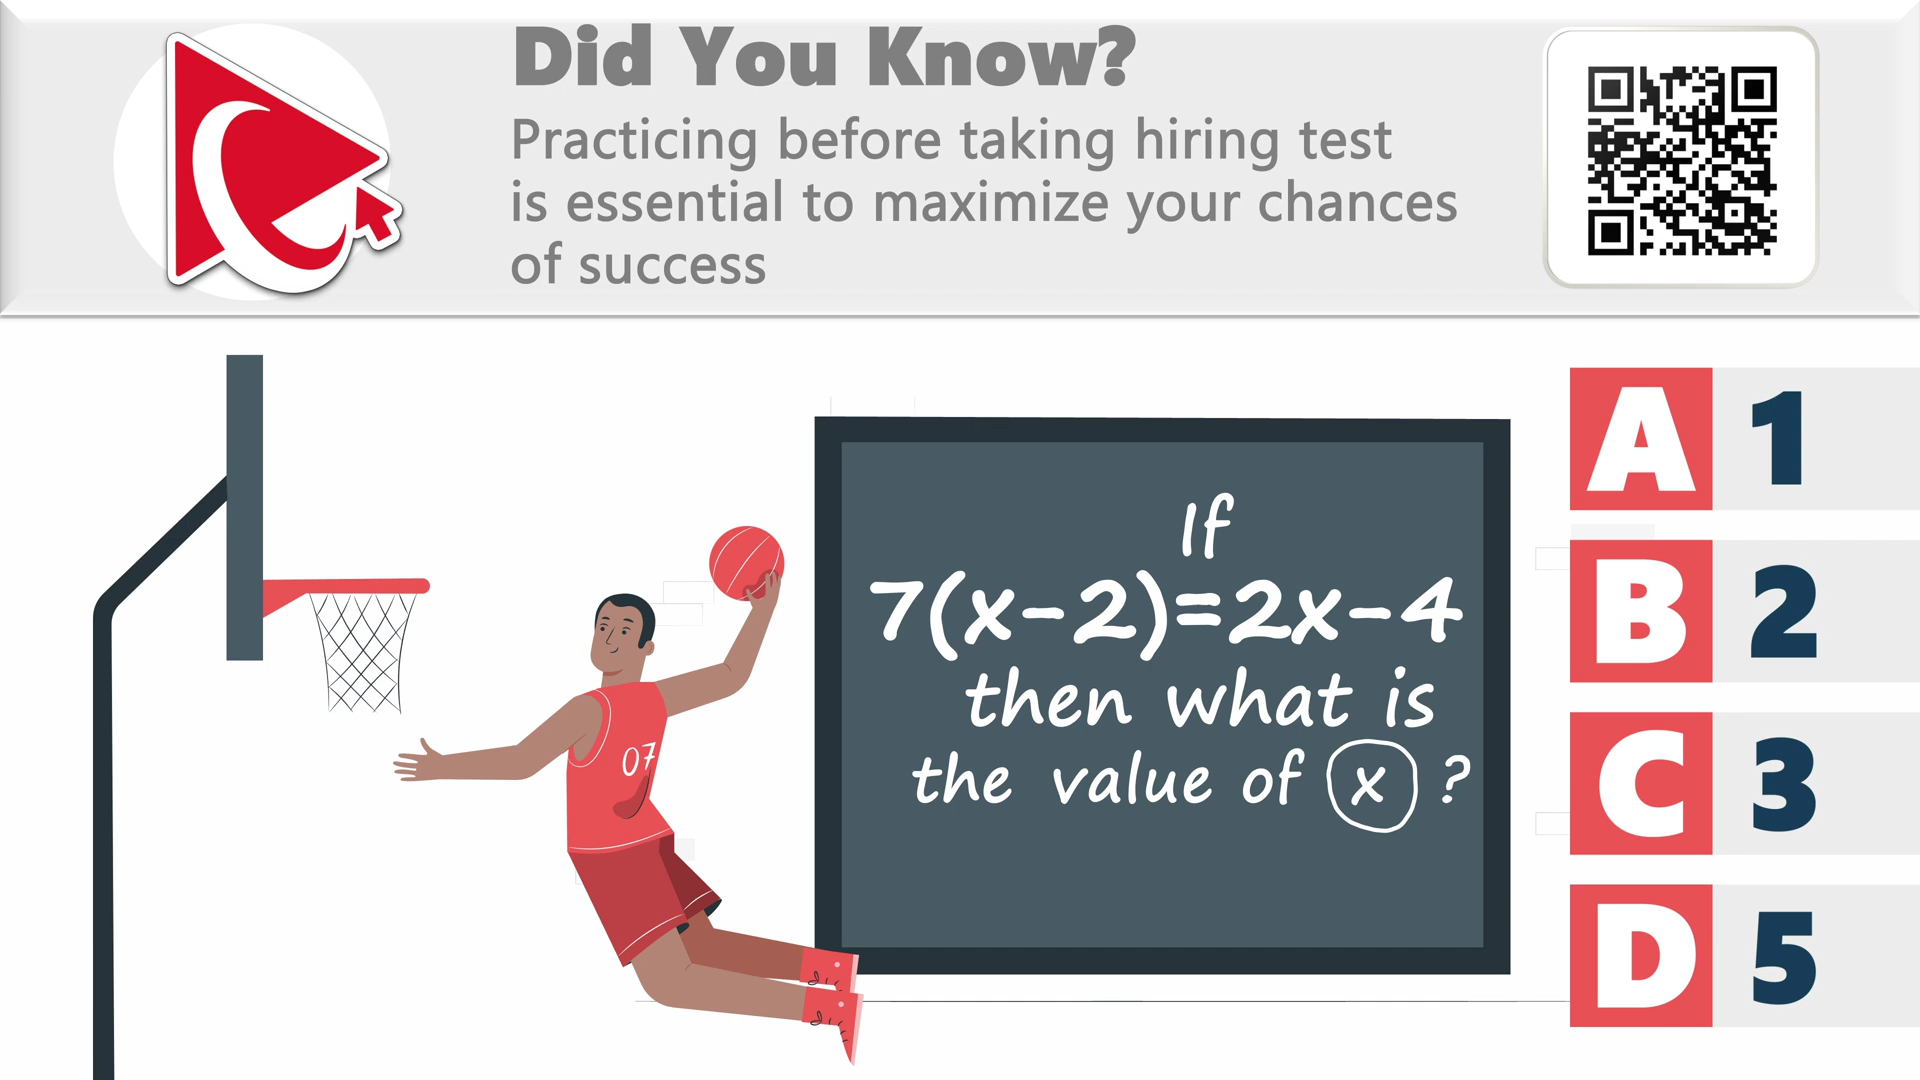 Did You Know?
Practicing before taking hiring test
is essential to maximize your chances
of success
If
7(x-2)=2x-4
then what is
the value of x ?
07
A 1
B 2
C 3
D 5